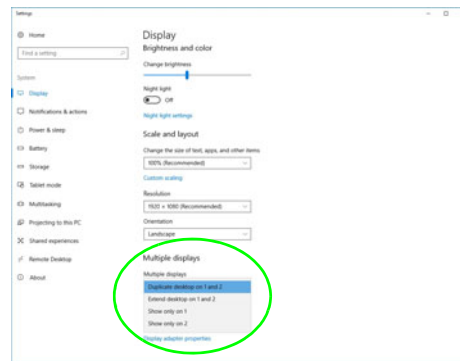 Settings
Home
Find a setting
System
Display
Notifications & actions
Power & sleep
Battery
Storage
Tablet mode
Multitasking
Projecting to this PC
Shared experiences
Remote Desktop
About
Display
Brightness and color
Change brightness
Night light
Off
Night light settings
Scale and layout
Change the size of text, apps, and other items
100% (Recommended)
Custom scaling
Resolution
1920 × 1080 (Recommended)
Orientation
Landscape
Multiple displays
Multiple displays
Duplicate desktop on 1 and 2
Extend desktop on 1 and 2
Show only on 1
Show only on 2
Display adapter properties